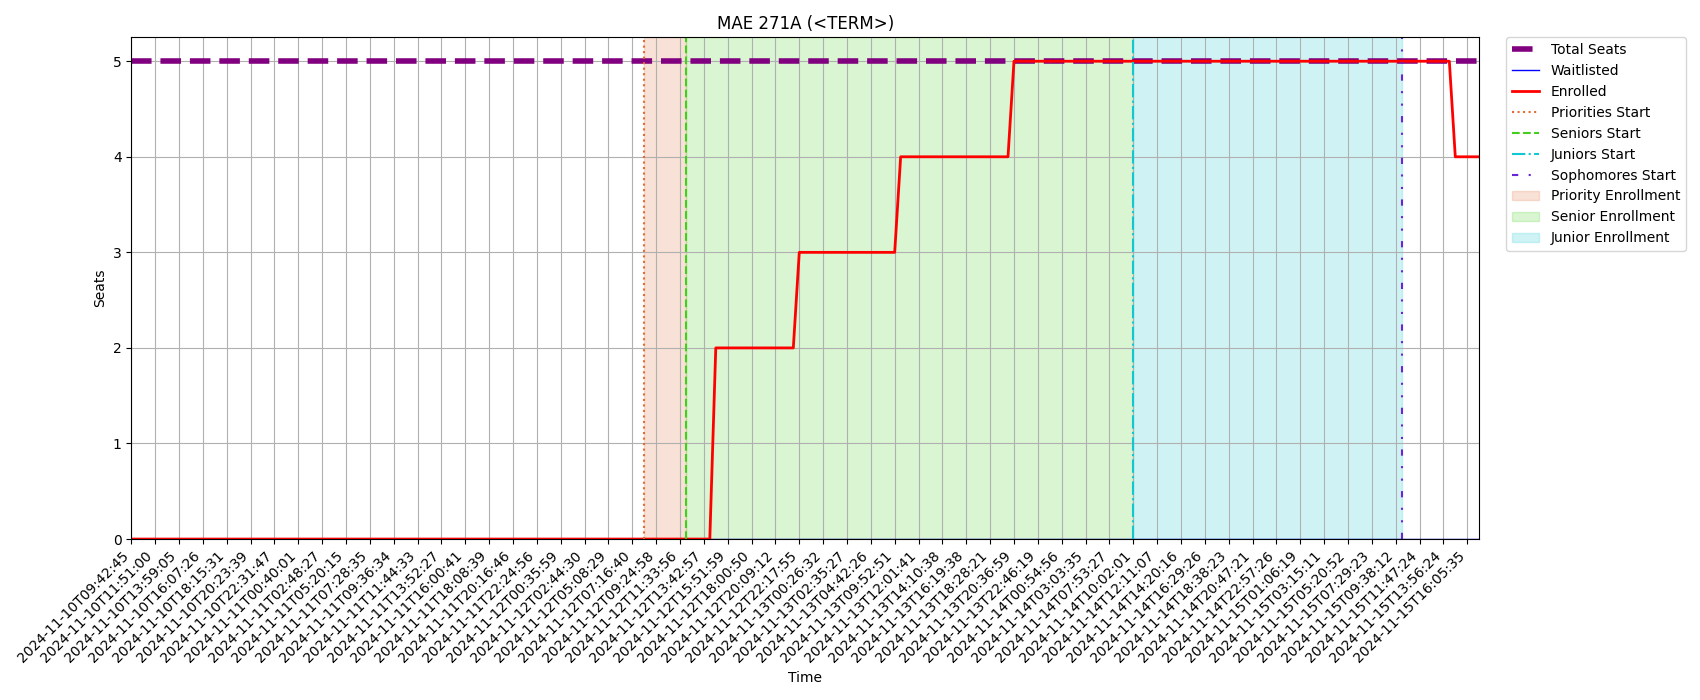 MAE 271A (<TERM>)
Seats
5
4
3
2
1
0
Total Seats
Waitlisted
Enrolled
Priorities Start
Seniors Start
Juniors Start
Sophomores Start
Priority Enrollment
Senior Enrollment
Junior Enrollment
2024-11-10T09:42:45
2024-11-10T11:51:00
2024-11-10T13:59:05
2024-11-10T16:07:26
2024-11-10T18:15:31
2024-11-10T20:23:39
2024-11-10T22:31:47
2024-11-11T00:40:01
2024-11-11T02:48:27
2024-11-11T05:20:15
2024-11-11T07:28:35
2024-11-11T09:36:34
2024-11-11T11:44:33
2024-11-11T13:52:27
2024-11-11T16:00:41
2024-11-11T18:08:39
2024-11-11T20:16:46
2024-11-11T22:24:56
2024-11-12T00:35:59
2024-11-12T02:44:30
2024-11-12T05:08:29
2024-11-12T07:16:40
2024-11-12T09:24:58
2024-11-12T11:33:56
2024-11-12T13:42:57
2024-11-12T15:51:59
2024-11-12T18:00:50
2024-11-12T20:09:12
2024-11-12T22:17:55
2024-11-13T00:26:32
2024-11-13T02:35:27
2024-11-13T04:42:26
2024-11-13T09:52:51
2024-11-13T12:01:41
2024-11-13T14:10:38
2024-11-13T16:19:38
2024-11-13T18:28:21
2024-11-13T20:36:59
2024-11-13T22:46:19
2024-11-14T00:54:56
2024-11-14T03:03:35
2024-11-14T07:53:27
2024-11-14T10:02:01
2024-11-14T12:11:07
2024-11-14T14:20:16
2024-11-14T16:29:26
2024-11-14T18:38:23
2024-11-14T20:47:21
2024-11-14T22:57:26
2024-11-15T01:06:19
2024-11-15T03:15:11
2024-11-15T05:20:52
2024-11-15T07:29:23
2024-11-15T09:38:12
2024-11-15T11:47:24
2024-11-15T13:56:24
2024-11-15T16:05:35
Time